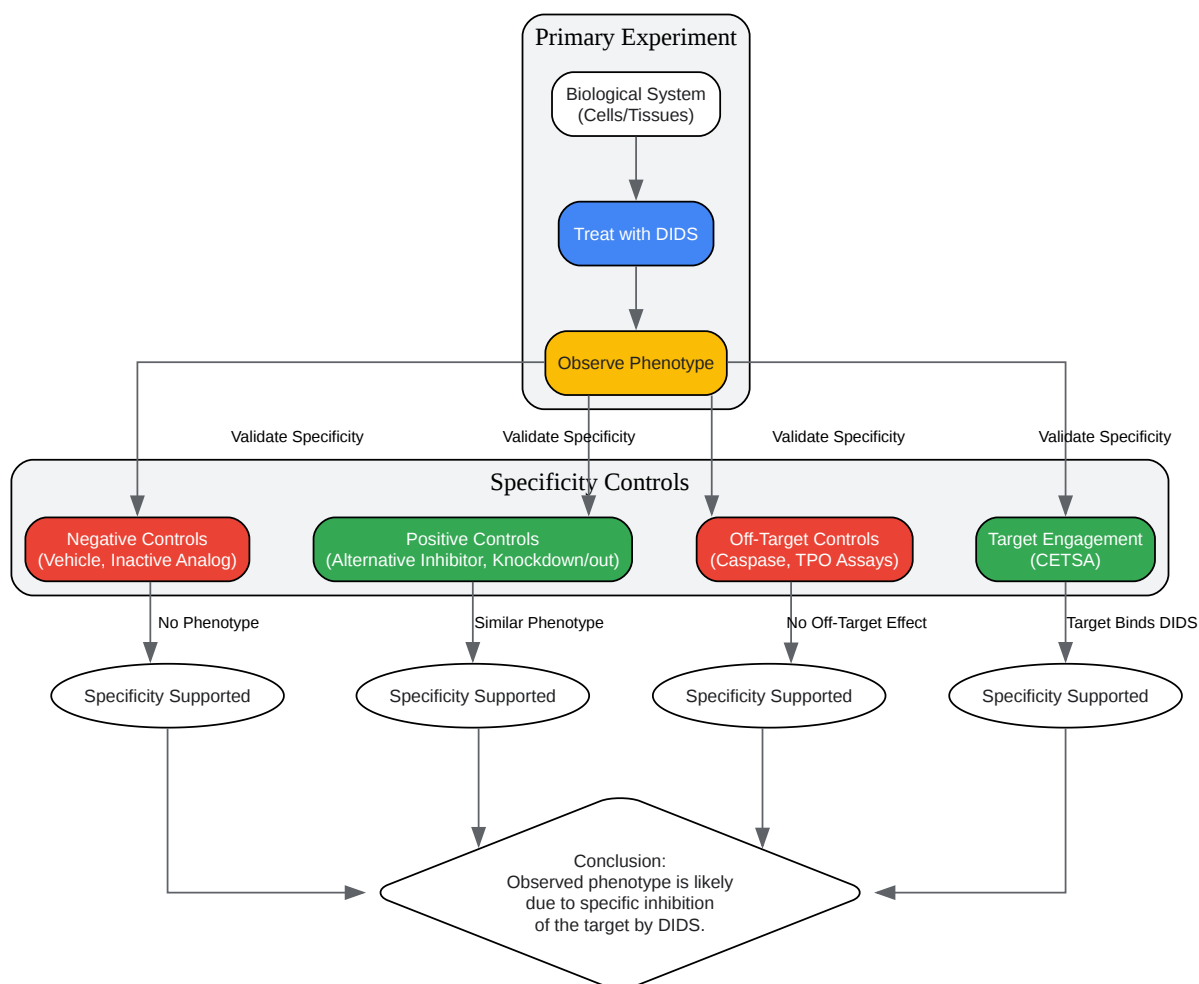 Primary Experiment
Biological System
(Cells/Tissues)
Treat with DIDS
Observe Phenotype
Validate Specificity
Validate Specificity
Validate Specificity
Validate Specificity
Specificity Controls
Negative Controls
(Vehicle, Inactive Analog)
Positive Controls
(Alternative Inhibitor, Knockdown/out)
Off-Target Controls
(Caspase, TPO Assays)
Target Engagement
(CETSA)
No Phenotype
Similar Phenotype
No Off-Target Effect
Target Binds DIDS
Specificity Supported
Specificity Supported
Specificity Supported
Specificity Supported
Conclusion:
Observed phenotype is likely
due to specific inhibition
of the target by DIDS.